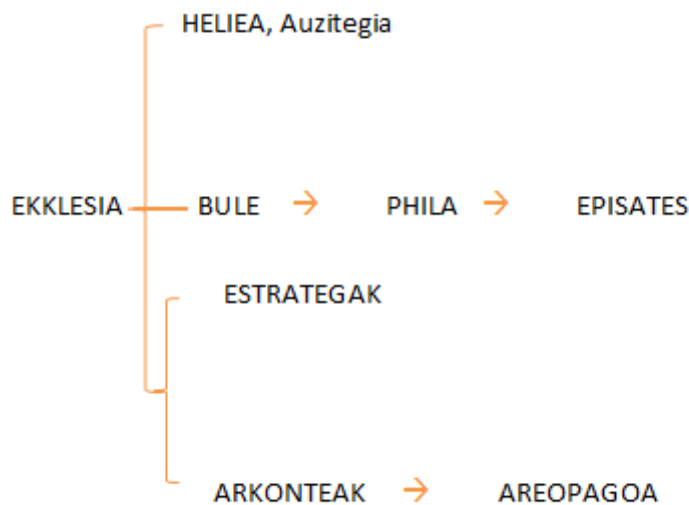 HELIEA, Auzitegia
EKKLESIA BULE → PHILA → EPISATES
ESTRATEGAK
ARKONTEAK → AREOPAGOA